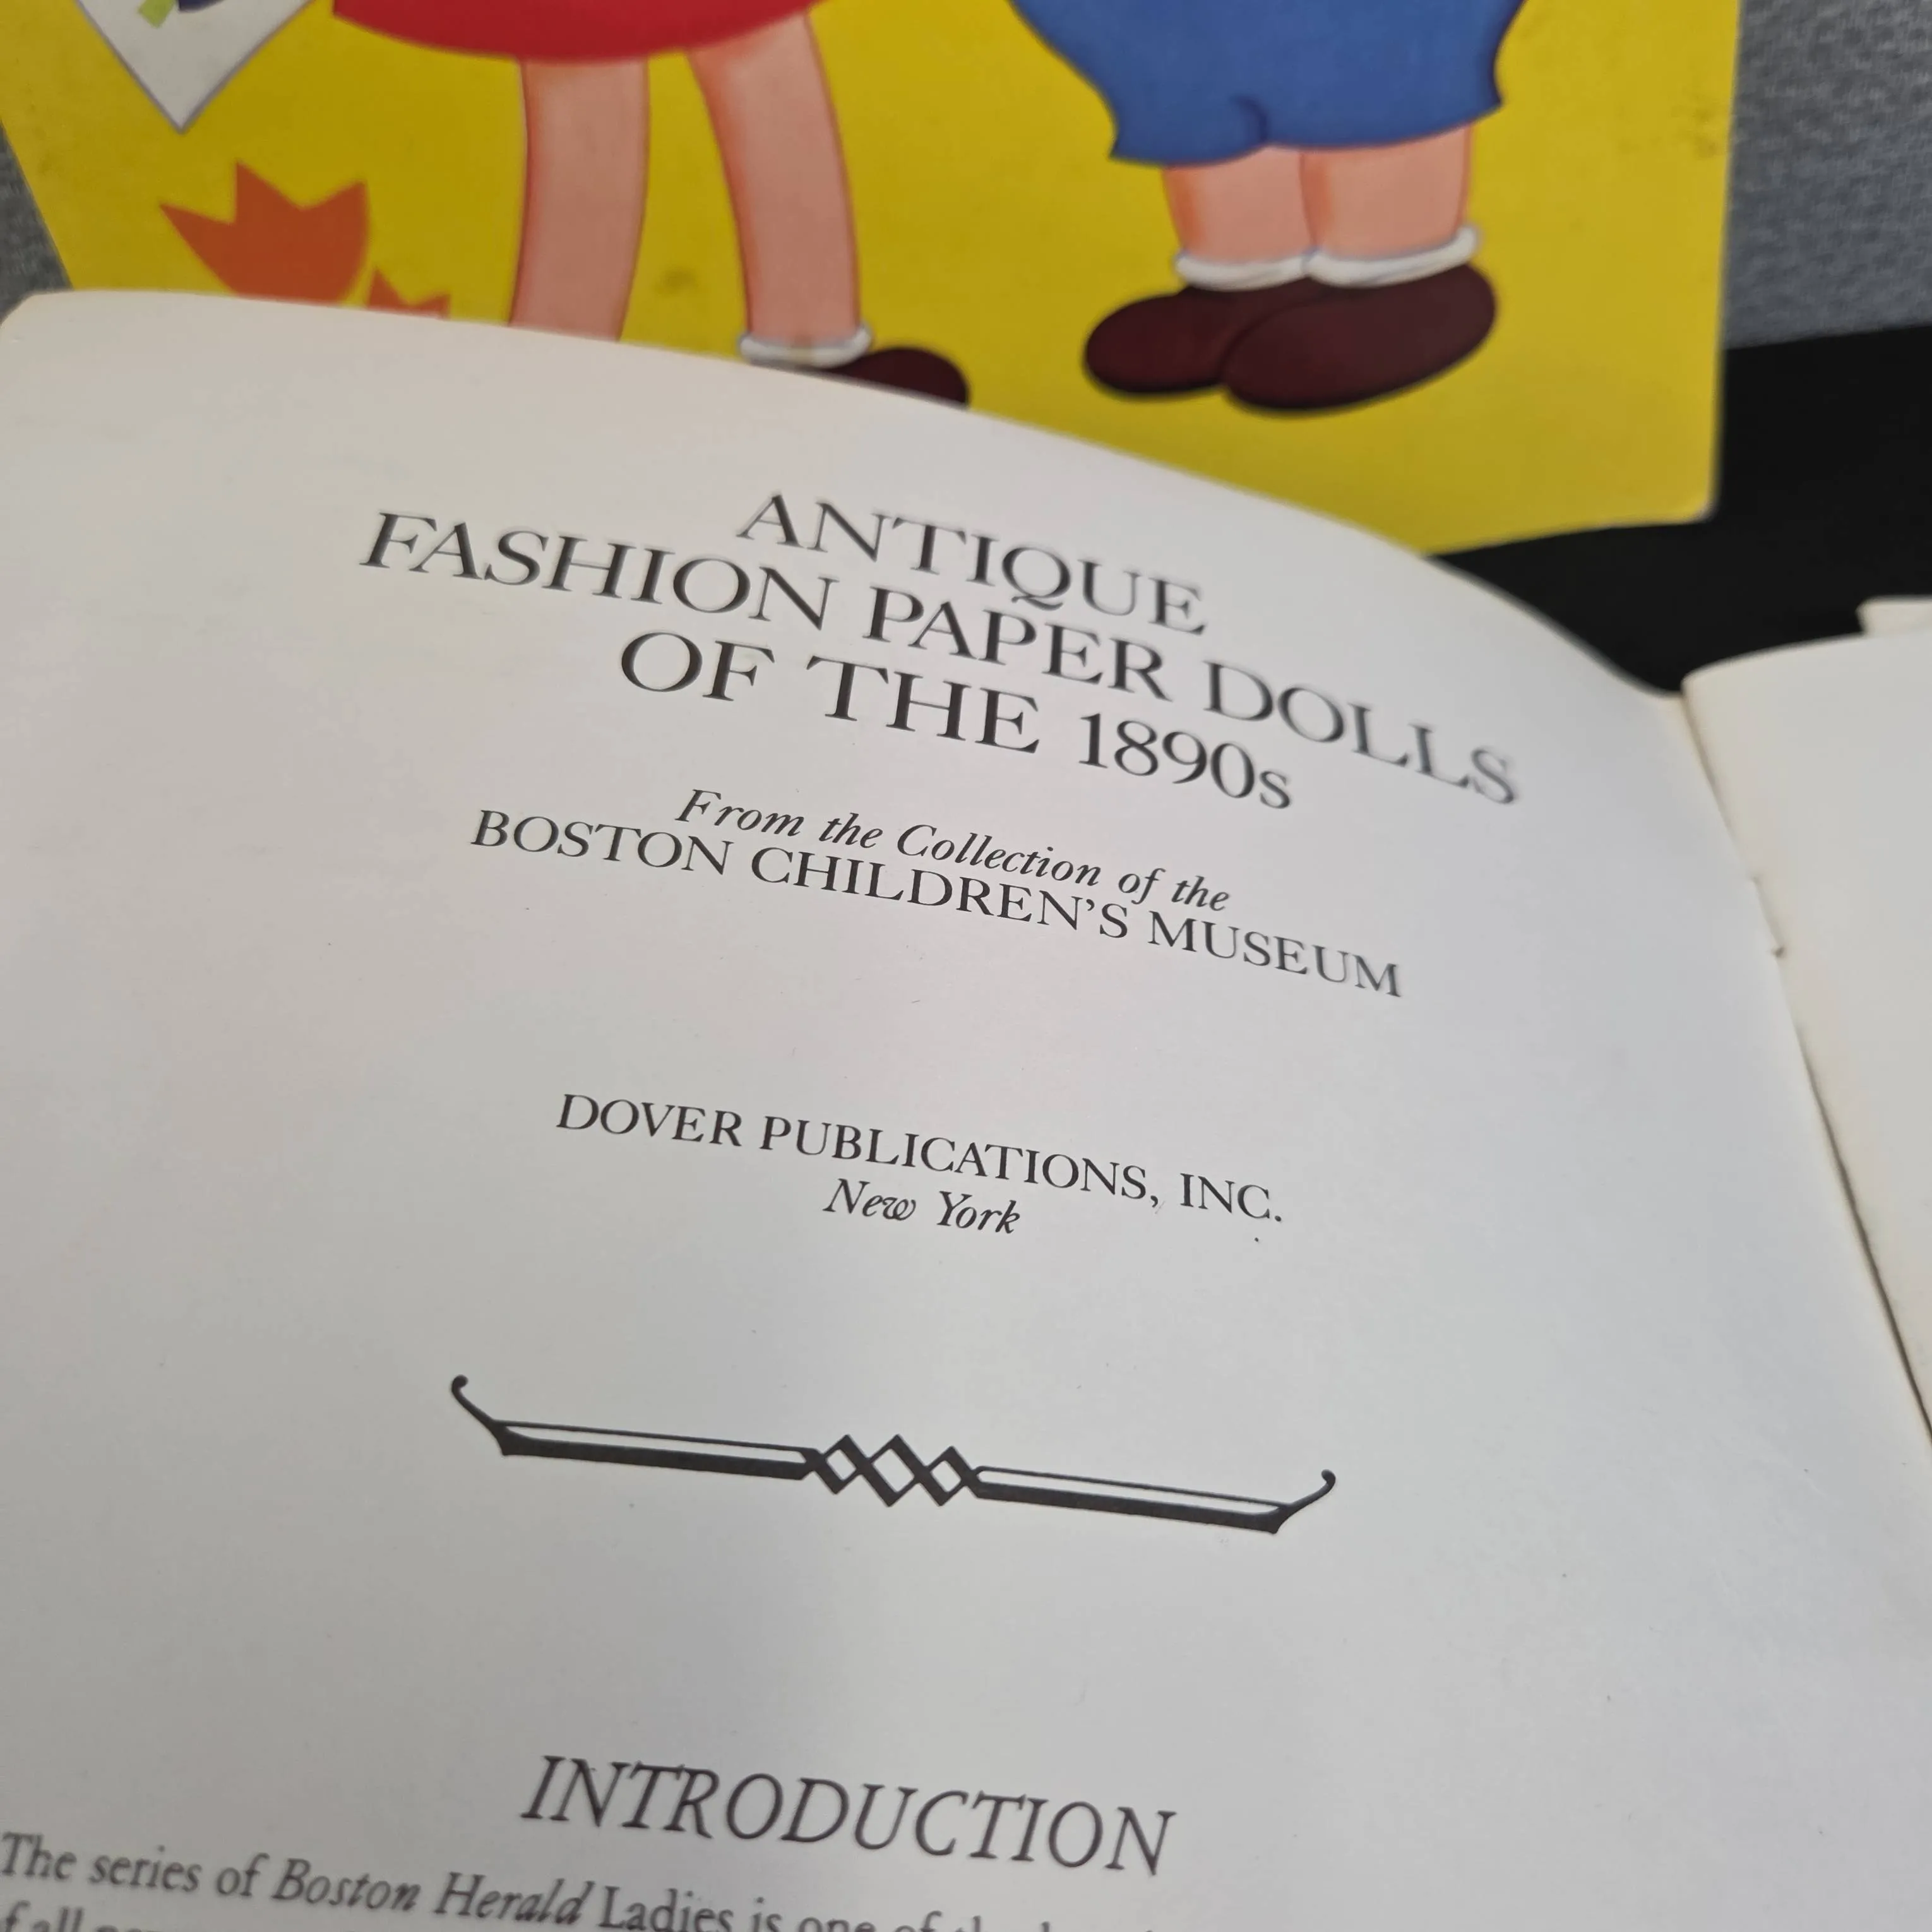 ANTIQUE
FASHION PAPER DOLLS
OF THE 1890s
From the Collection of the
BOSTON CHILDREN'S MUSEUM
DOVER PUBLICATIONS, INC.
New York
INTRODUCTION
The series of Boston Herald Ladies is one of